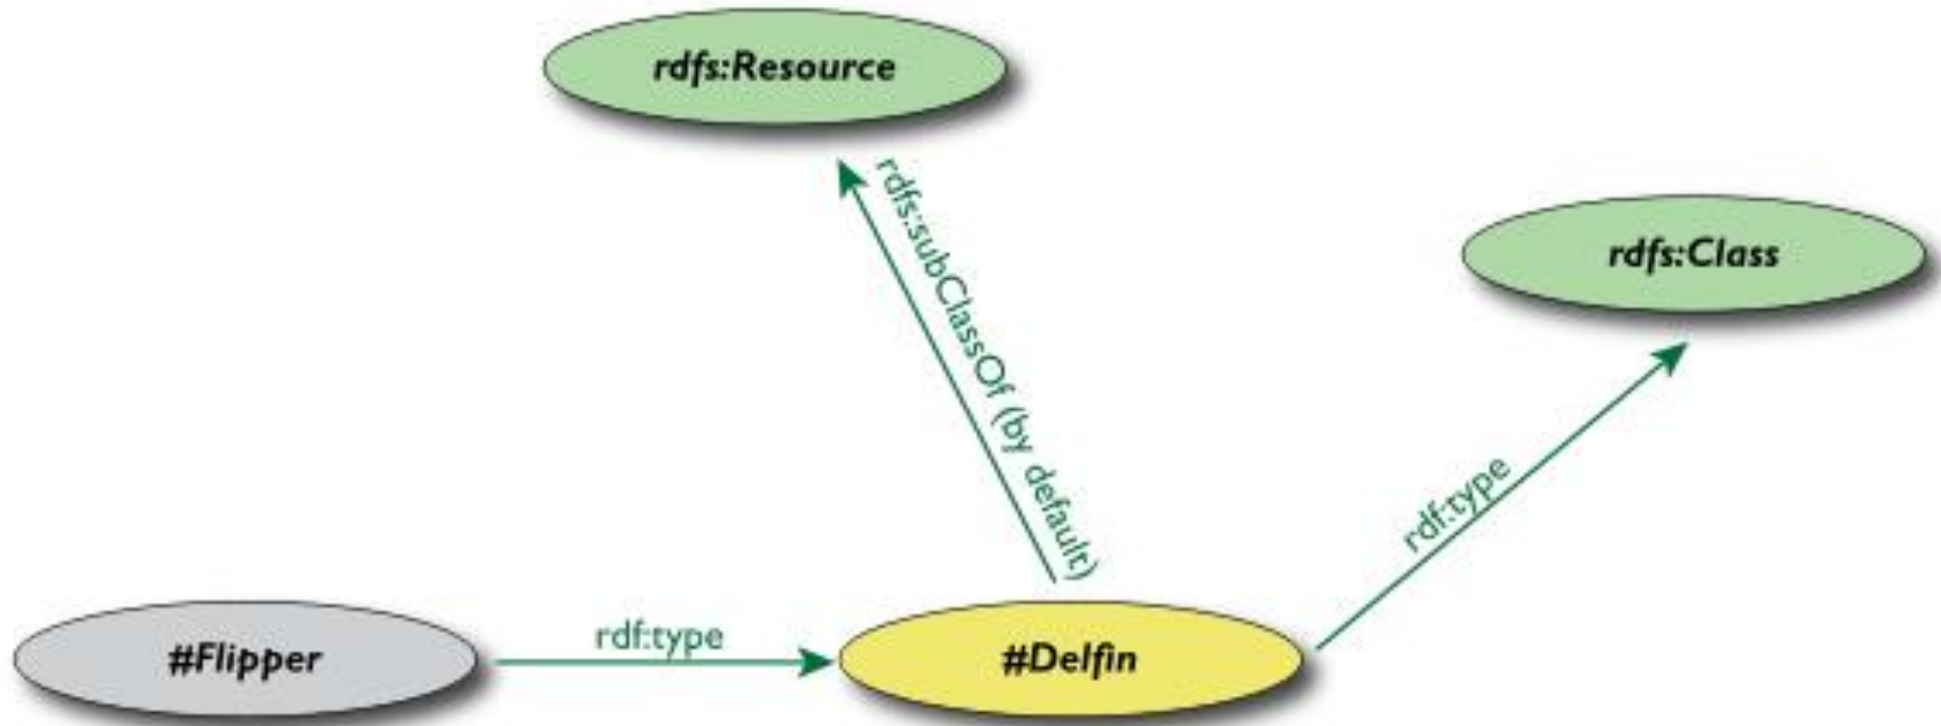 rdfs:Resource
rdfs:subClassOf (by default)
rdfs:Class
rdf:type
#Flipper
rdf:type
#Delfin